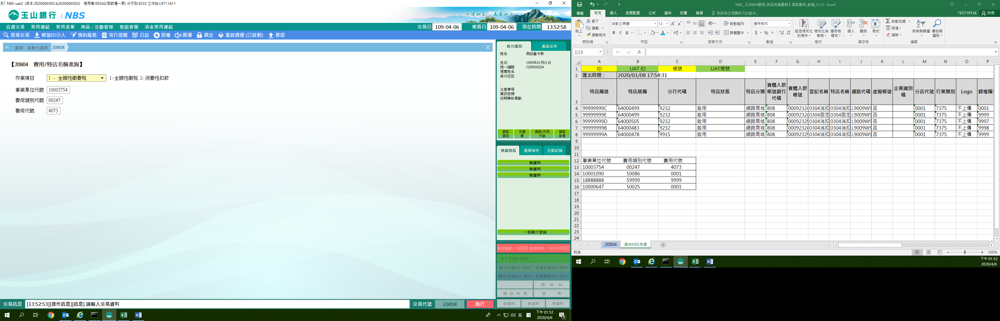 NBS-uat2 (版本:2020040302.b2020040302) 使用者:00242(測試櫃一辰) 分行別:9232 工作站:L9711A11
玉山銀行 | NBS
心清如玉 義重如山
自選交易 常用連結 常用表單 商品/活動管理 智能客服 消金常用連結 交易日 109-04-06 帳務日 109-04-06 現在時間 13:52:58
搜尋交易 帳號ID引入 預約服務 蒞行提醒 日誌 授權 廣播 鎖定 重啟週邊 (已啟動) 簽退
查詢 自動化查詢 20804
【20804 費用/特店名稱查詢】
作業項目 1 - 全國性繳費稅 1-全國性繳稅 2-消費性扣款
事業單位代號 10003754
費用類別代號 00247
費用代號 4073
身分識別 產品往來
姓名 測試盧卡斯
生日 1990年01月01日
統一編號 C299000204
理專姓名
身分註記
注意事項
簡訊密碼
近期事故異動
顧客資訊 手續費 通路/共同行銷 顧客影像
推薦商品 重要事件 互動記錄
無資料
無資料
無資料
一般轉介登錄
服務號碼： 0000 等候時間： 00分00秒
V I P :0人 00分
個人交易:0人 00分 企業交易:0人 00分
開戶/申請:0人 00分 外匯業務:0人 00分
再 呼 叫
預 約 叫 號 結 束
無資料 無資料 無資料
交易訊息 [13:52:53][操作訊息][訊息] 請輸入交易資料 交易代號 20804 執行
英 下午 01:52
2020/4/6 3
NBS_【20804費用_特店名稱查詢】測試案例_前端_V1.0 - Excel
檔案 常用 插入 版面配置 公式 資料 校閱 檢視 告訴我您想要執行的動作... TEST19134 共用
貼上 剪下 複製 複製格式 微軟正黑體 12 自動換列 跨欄置中 通用格式 設定格式化的條件 格式化為表格 儲存格樣式 插入 刪除 格式 自動加總 填滿 清除 排序與篩選 尋找與選取
剪貼簿 字型 對齊方式 數值 樣式 儲存格 編輯
D19 fx
A B C D E F G H I J K L M N O P
1 ID UAT ID 帳號 UAT帳號
2 匯出時間： 2020/01/08 17:54:31
3 特店編號 特店統編 分行代碼 特店狀態 特店分類 實體入款帳號銀行代碼 實體入款帳號 登記名稱 特店名稱 通路代碼 虛擬帳號 企業識別碼 分店代號 行業類別 Logo 歸檔編
4 99999999C 64000499 9232 啟用 網路商城 808 00092324 0304消扣 0304消扣 L9009W9 否 0001 7375 不上傳 0001
5 99999999E 64000499 9232 啟用 網路商城 808 00092324 0304固定 0304固定 L9009W9 否 0001 7375 不上傳 9999
6 99999999D 64000505 9232 啟用 網路商城 808 00092329 0304消扣 0304消扣 L9009W9 否 0001 7375 不上傳 9997
7 99999999B 64000483 9232 啟用 網路商城 808 00092324 0304消扣 0304消扣 L9009W9 否 0001 7375 不上傳 9998
8 99999999A 64000478 9915 啟用 網路商城 808 00092329 0304消扣 0304消扣 L9009W9 否 0001 7375 不上傳 9999
9
10
11
12 事業單位代號 費用類別代號 費用代號
13 10003754 00247 4073
14 10001090 50086 0001
15 18888888 59999 9999
16 10000647 50025 0001
17
18
19
20
21
22
23
24
20804 提供NBS測資
就緒 100%
下午 01:52
2020/4/6